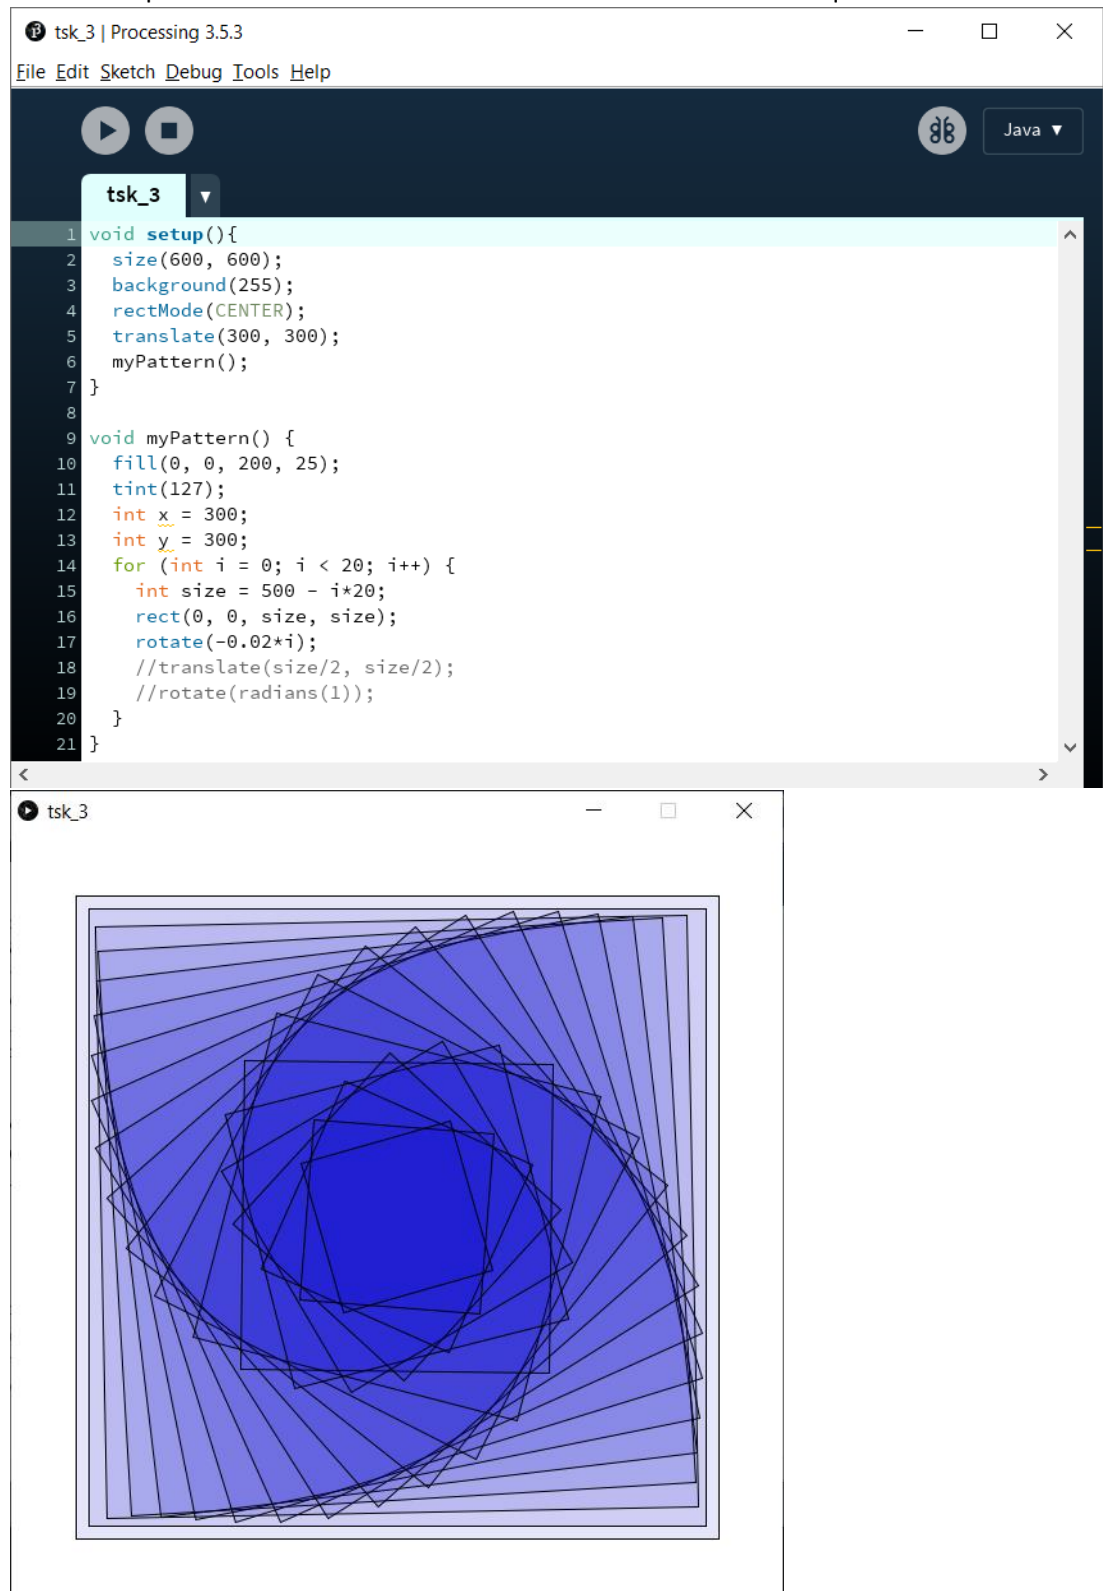 tsk_3 | Processing 3.5.3
File Edit Sketch Debug Tools Help
Java ▼
tsk_3 ▼
1 void setup(){
2   size(600, 600);
3   background(255);
4   rectMode(CENTER);
5   translate(300, 300);
6   myPattern();
7 }
8
9 void myPattern() {
10   fill(0, 0, 200, 25);
11   tint(127);
12   int x = 300;
13   int y = 300;
14   for (int i = 0; i < 20; i++) {
15     int size = 500 - i*20;
16     rect(0, 0, size, size);
17     rotate(-0.02*i);
18     //translate(size/2, size/2);
19     //rotate(radians(1));
20   }
21 }
tsk_3